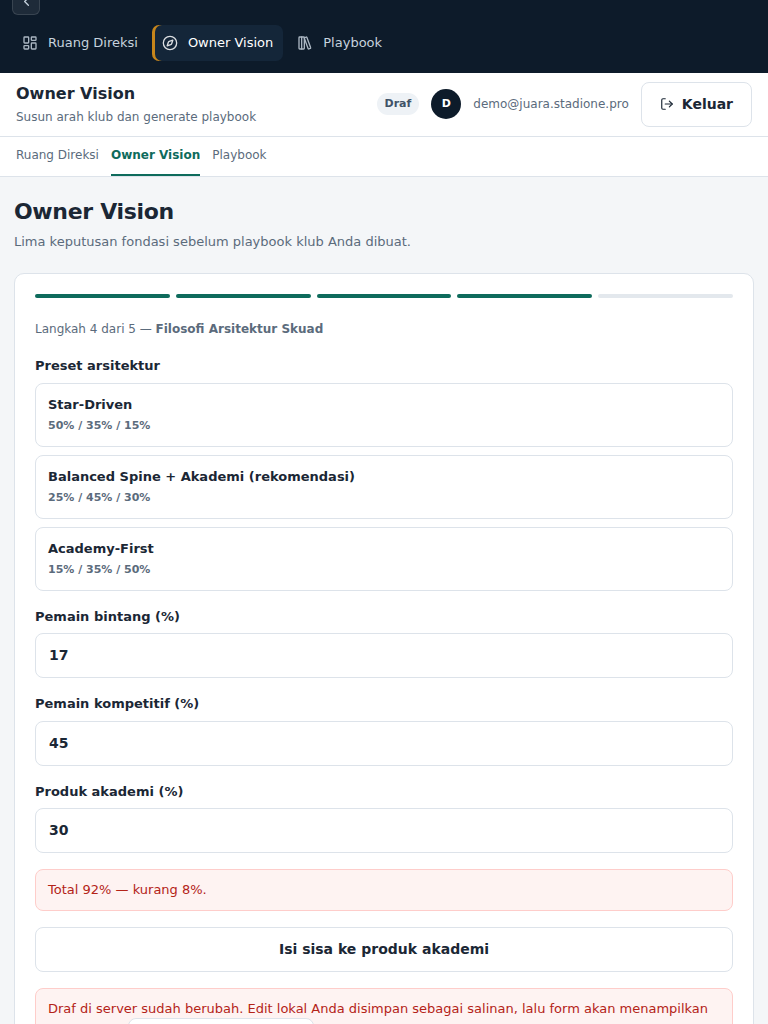 Ruang Direksi
Owner Vision
Playbook
Owner Vision
Susun arah klub dan generate playbook
Draf
D
demo@juara.stadione.pro
Keluar
Ruang Direksi
Owner Vision
Playbook
Owner Vision
Lima keputusan fondasi sebelum playbook klub Anda dibuat.
Langkah 4 dari 5 — Filosofi Arsitektur Skuad
Preset arsitektur
Star-Driven
50% / 35% / 15%
Balanced Spine + Akademi (rekomendasi)
25% / 45% / 30%
Academy-First
15% / 35% / 50%
Pemain bintang (%)
17
Pemain kompetitif (%)
45
Produk akademi (%)
30
Total 92% — kurang 8%.
Isi sisa ke produk akademi
Draf di server sudah berubah. Edit lokal Anda disimpan sebagai salinan, lalu form akan menampilkan